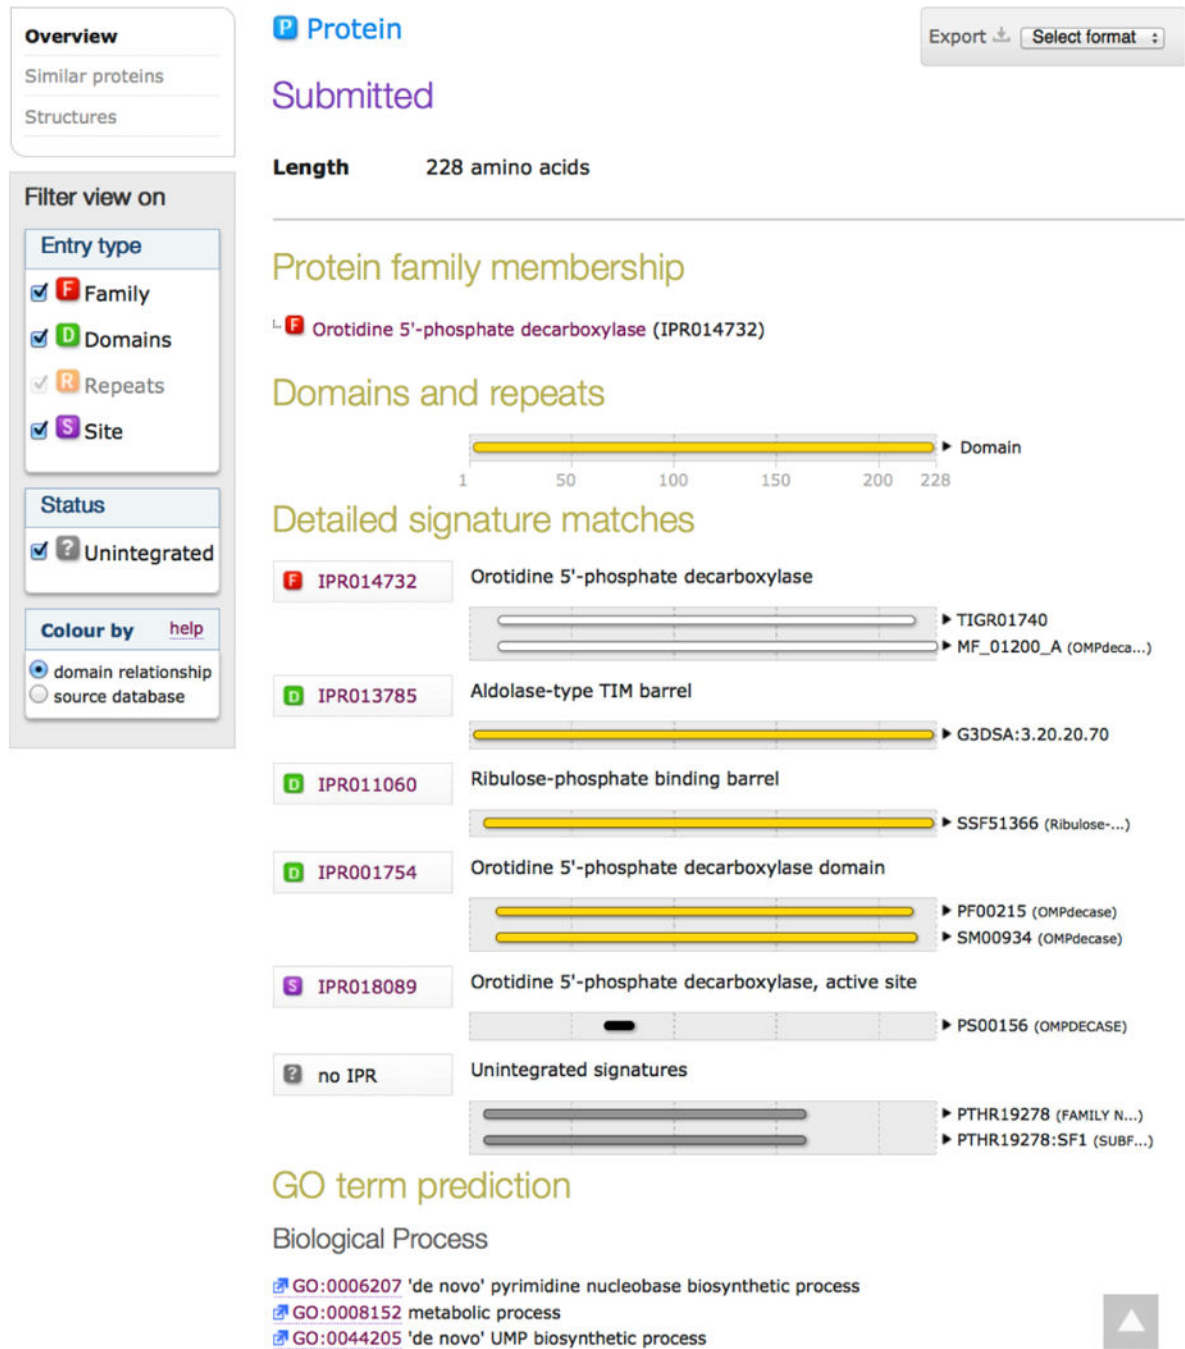 Overview
Similar proteins
Structures
Filter view on
Entry type
F Family
D Domains
R Repeats
S Site
Status
? Unintegrated
Colour by help
domain relationship
source database
P Protein
Export Select format
Submitted
Length 228 amino acids
Protein family membership
F Orotidine 5'-phosphate decarboxylase (IPR014732)
Domains and repeats
Domain
1 50 100 150 200 228
Detailed signature matches
F IPR014732 Orotidine 5'-phosphate decarboxylase
TIGR01740
MF_01200_A (OMPdeca...)
D IPR013785 Aldolase-type TIM barrel
G3DSA:3.20.20.70
D IPR011060 Ribulose-phosphate binding barrel
SSF51366 (Ribulose-...)
D IPR001754 Orotidine 5'-phosphate decarboxylase domain
PF00215 (OMPdecase)
SM00934 (OMPdecase)
S IPR018089 Orotidine 5'-phosphate decarboxylase, active site
PS00156 (OMPDECASE)
? no IPR Unintegrated signatures
PTHR19278 (FAMILY N...)
PTHR19278:SF1 (SUBF...)
GO term prediction
Biological Process
GO:0006207 'de novo' pyrimidine nucleobase biosynthetic process
GO:0008152 metabolic process
GO:0044205 'de novo' UMP biosynthetic process